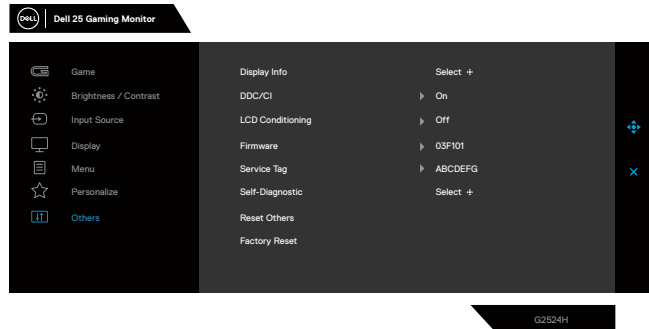 DELL Dell 25 Gaming Monitor
Game
Brightness / Contrast
Input Source
Display
Menu
Personalize
Others
Display Info Select
DDC/CI On
LCD Conditioning Off
Firmware 03F101
Service Tag ABCDEFG
Self-Diagnostic Select
Reset Others
Factory Reset
G2524H